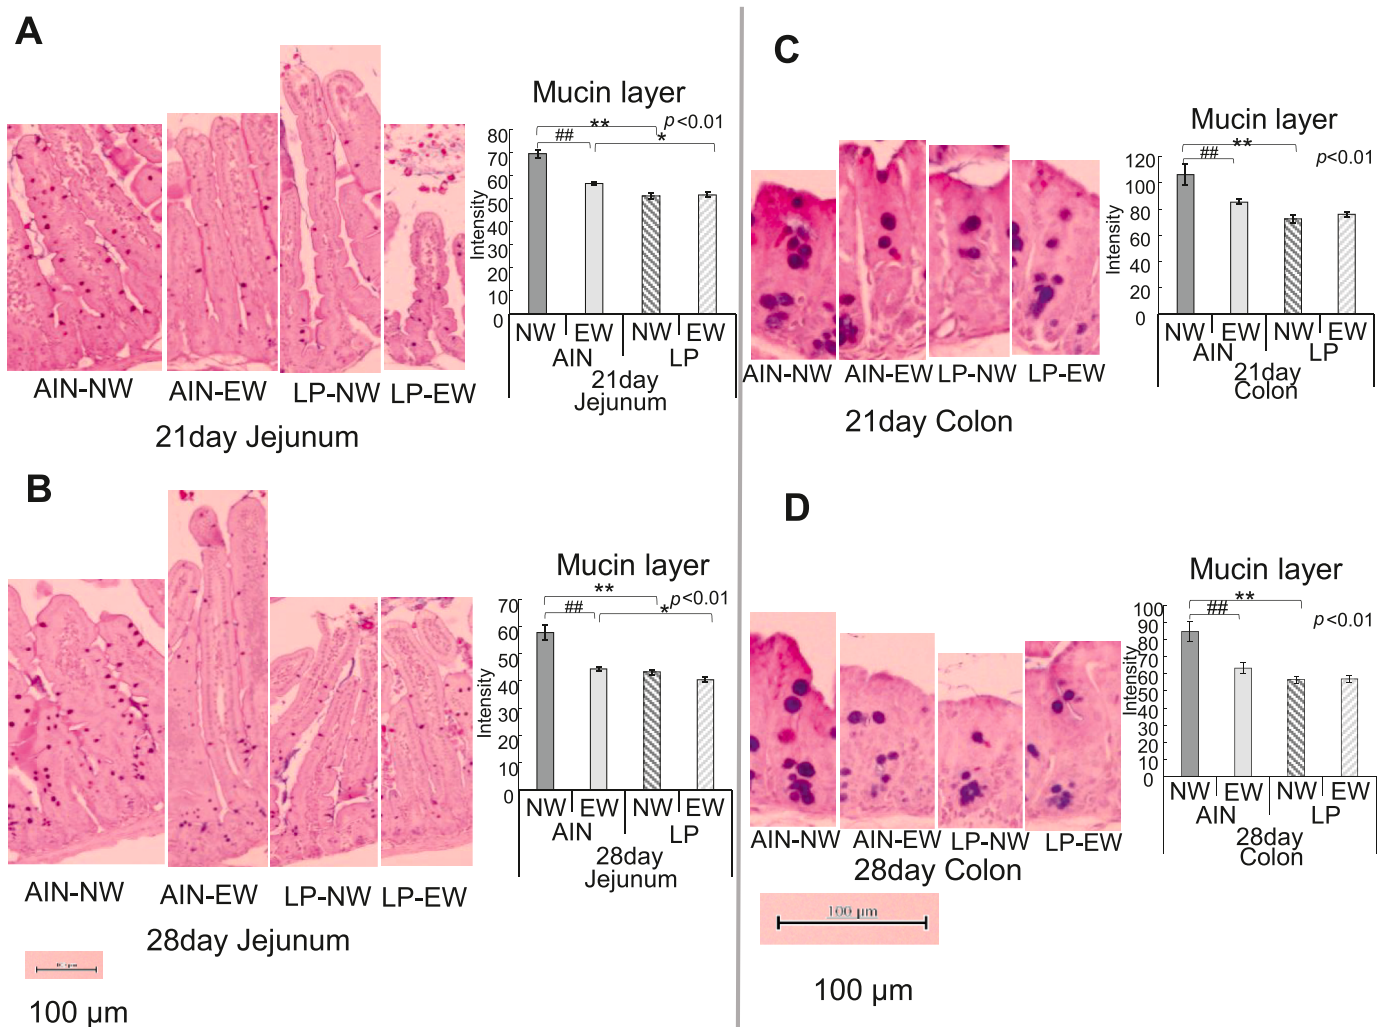 A
Mucin layer
p<0.01
**
##
*
80
70
60
50
40
30
20
10
0
Intensity
NW EW NW EW
AIN LP
21day
Jejunum
AIN-NW AIN-EW LP-NW LP-EW
21day Jejunum
B
Mucin layer
p<0.01
**
##
*
70
60
50
40
30
20
10
0
Intensity
NW EW NW EW
AIN LP
28day
Jejunum
AIN-NW AIN-EW LP-NW LP-EW
28day Jejunum
100 µm
C
Mucin layer
**
##
p<0.01
120
100
80
60
40
20
0
Intensity
NW EW NW EW
AIN LP
21day
Colon
AIN-NW AIN-EW LP-NW LP-EW
21day Colon
D
Mucin layer
**
##
p<0.01
100
90
80
70
60
50
40
30
20
10
0
Intensity
NW EW NW EW
AIN LP
28day
Colon
AIN-NW AIN-EW LP-NW LP-EW
28day Colon
100 µm
100 µm